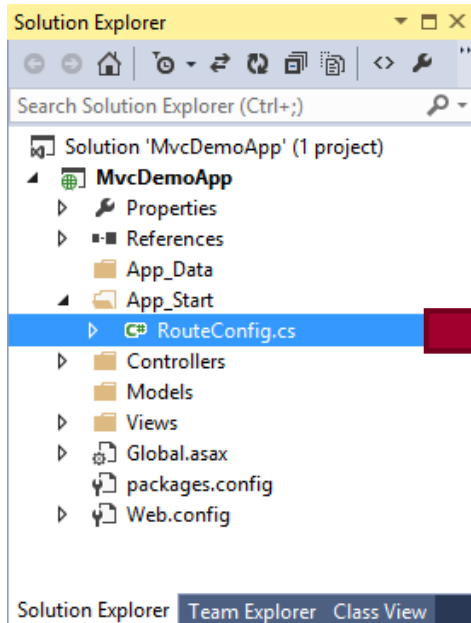 Solution Explorer
Search Solution Explorer (Ctrl+;)
Solution 'MvcDemoApp' (1 project)
MvcDemoApp
Properties
References
App_Data
App_Start
C# RouteConfig.cs
Controllers
Models
Views
Global.asax
packages.config
Web.config
Solution Explorer Team Explorer Class View